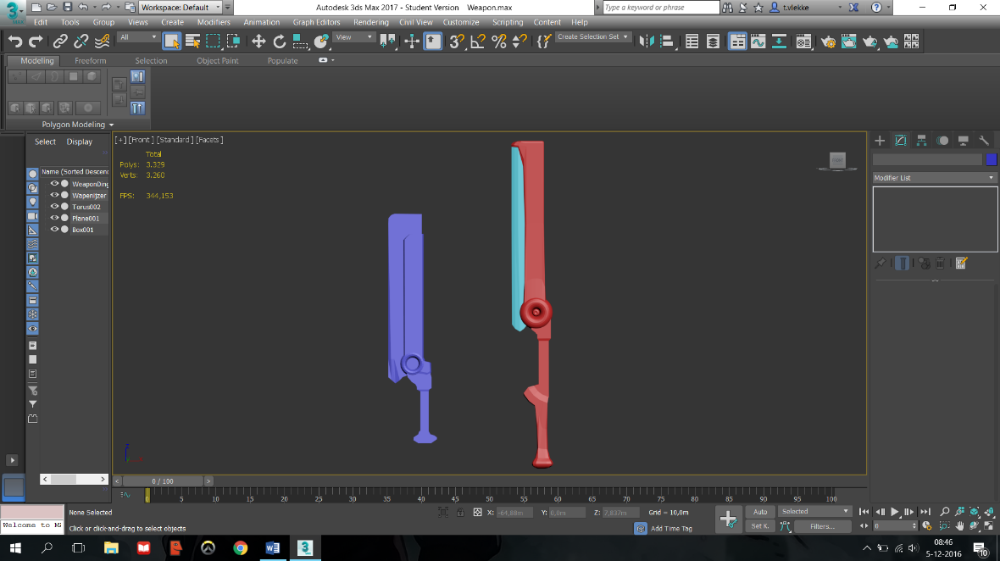 3 Workspace: Default Autodesk 3ds Max 2017 - Student Version Weapon.max Type a keyword or phrase t.vlekke
MAX
Edit Tools Group Views Create Modifiers Animation Graph Editors Rendering Civil View Customize Scripting Content Help
All View Create Selection Set
Modeling Freeform Selection Object Paint Populate
Polygon Modeling
Select Display
Name (Sorted Descend
WeaponDing
Wapenijzer
Torus002
Plane001
Box001
[+] [Front ] [Standard ] [Facets ]
Total
Polys: 3.329
Verts: 3.260
FPS: 344,153
Modifier List
0 / 100
0 5 10 15 20 25 30 35 40 45 50 55 60 65 70 75 80 85 90 95 100
None Selected X: -64,88m Y: 0,0m Z: 7,837m Grid = 10,0m Auto Selected
Welcome to M Click or click-and-drag to select objects Add Time Tag Set K. Filters... 0
08:46
5-12-2016
10